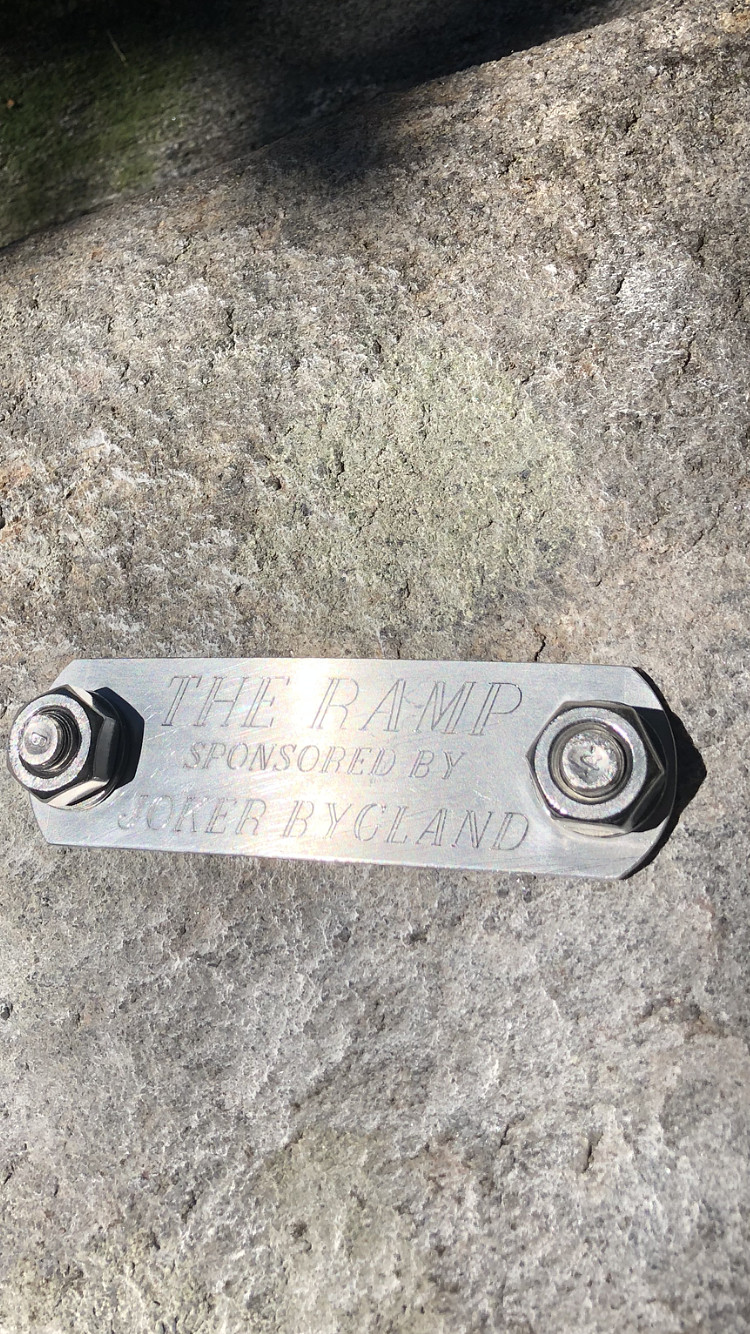 THE RAMP
SPONSORED BY
JOKER BYGLAND